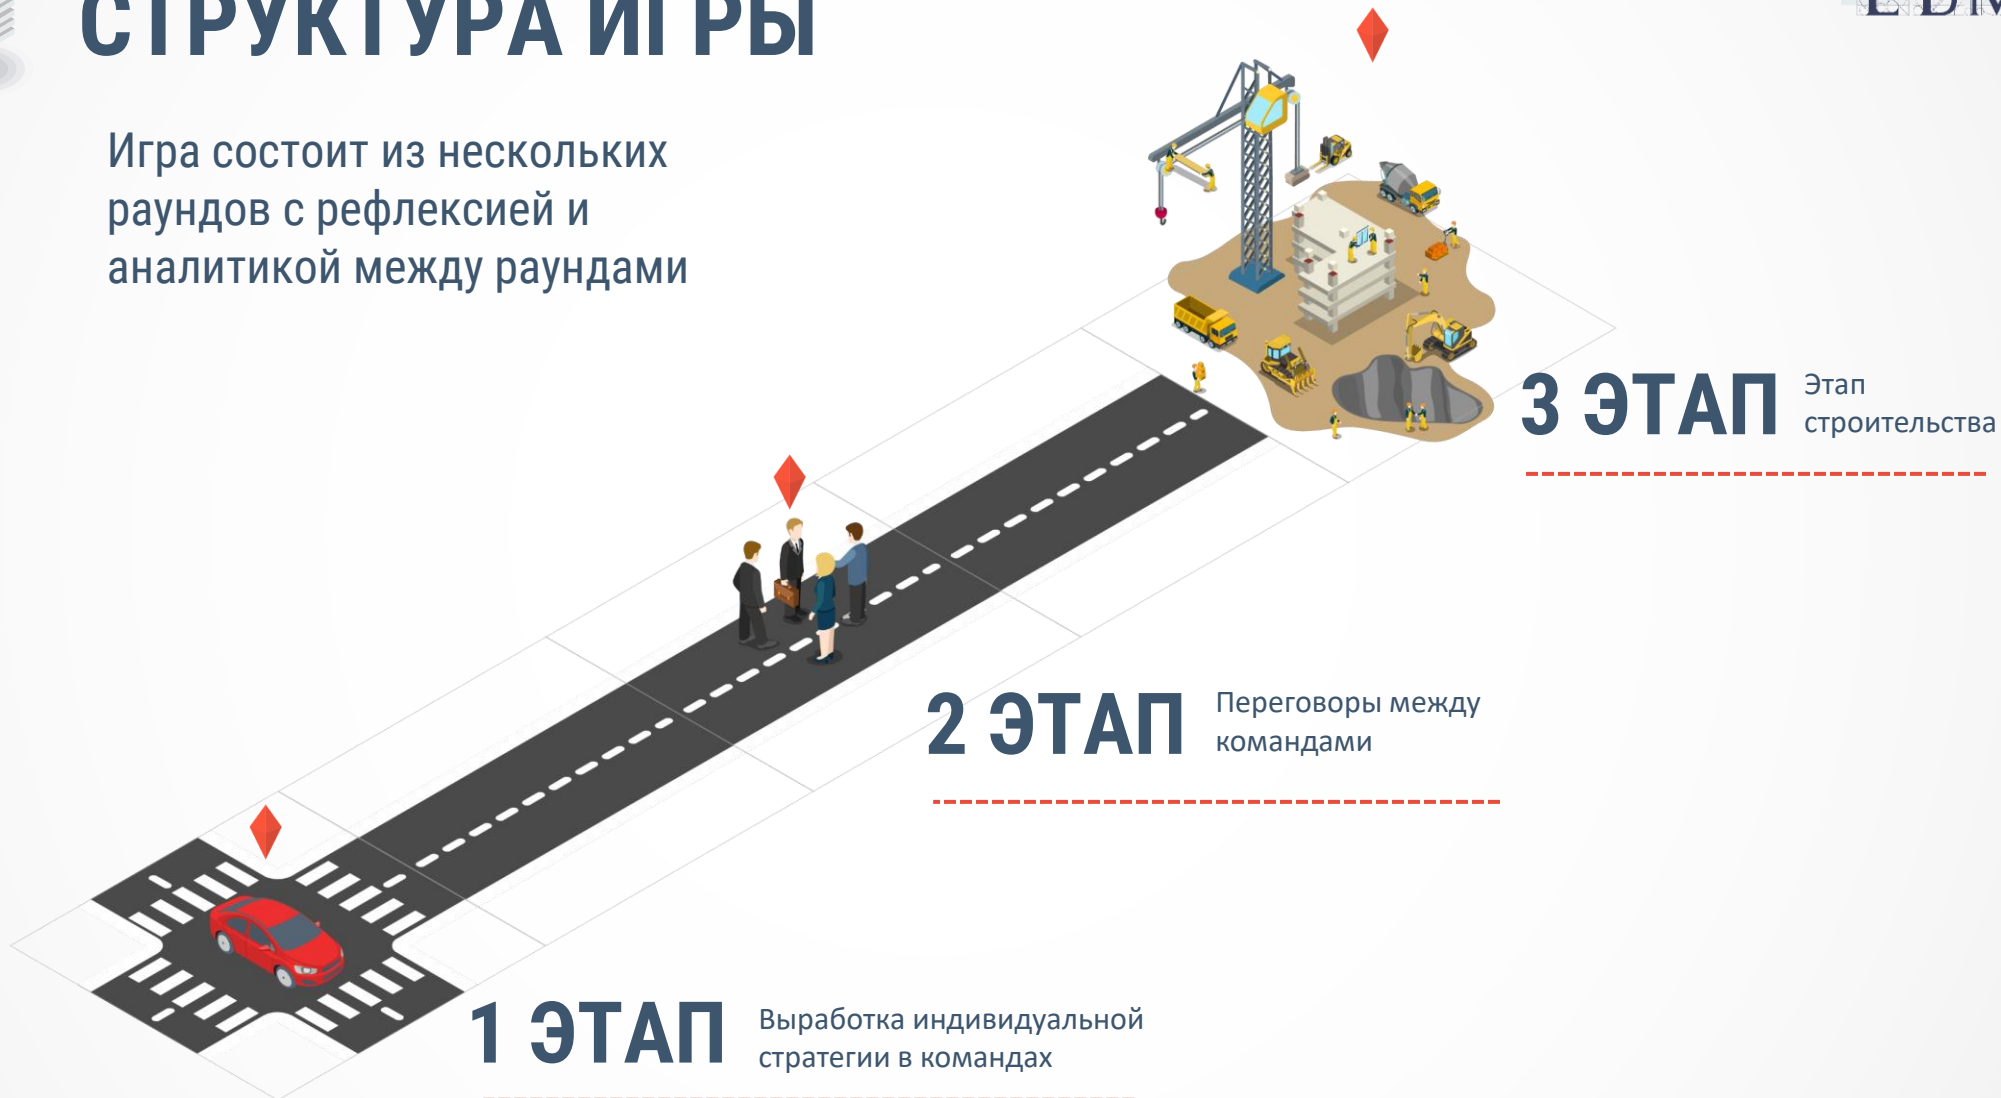 СТРУКТУРА ИГРЫ
Игра состоит из нескольких
раундов с рефлексией и
аналитикой между раундами
3 ЭТАП
Этап
строительства
2 ЭТАП
Переговоры между
командами
1 ЭТАП
Выработка индивидуальной
стратегии в командах